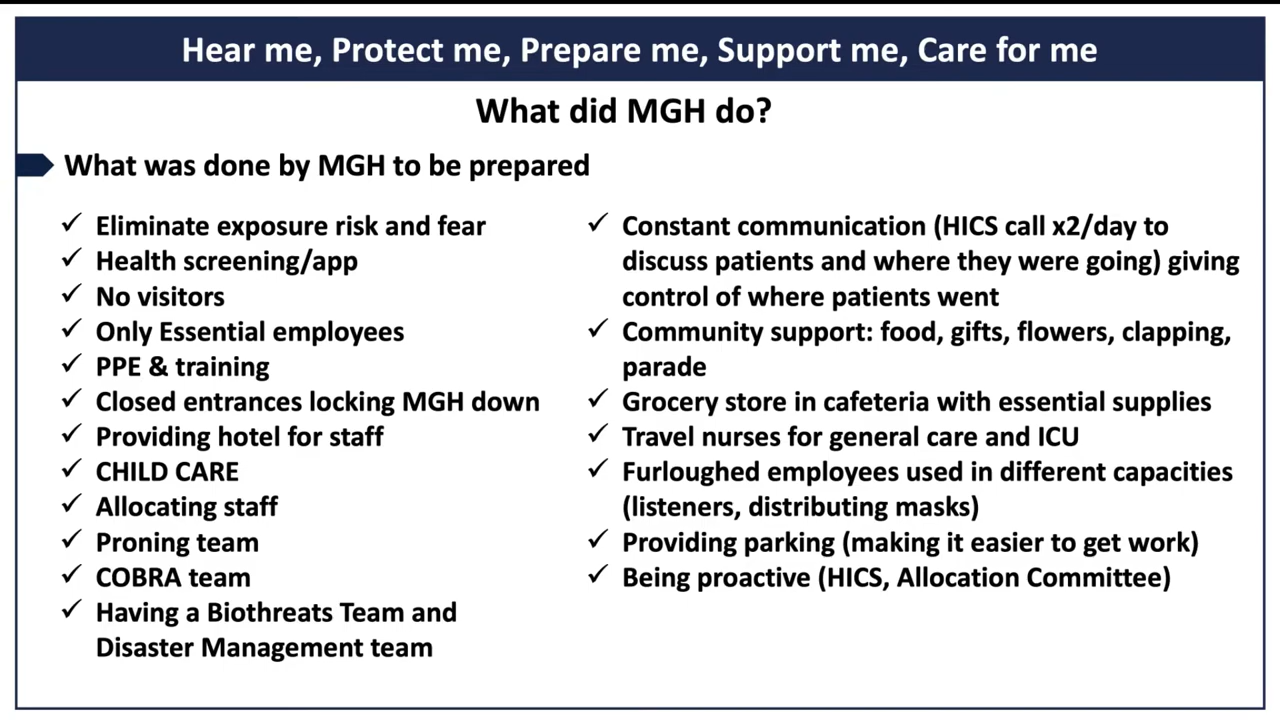 Hear me, Protect me, Prepare me, Support me, Care for me
What did MGH do?
What was done by MGH to be prepared
✓ Eliminate exposure risk and fear
✓ Health screening/app
✓ No visitors
✓ Only Essential employees
✓ PPE & training
✓ Closed entrances locking MGH down
✓ Providing hotel for staff
✓ CHILD CARE
✓ Allocating staff
✓ Proning team
✓ COBRA team
✓ Having a Biothreats Team and
Disaster Management team
✓ Constant communication (HICS call x2/day to
discuss patients and where they were going) giving
control of where patients went
✓ Community support: food, gifts, flowers, clapping,
parade
✓ Grocery store in cafeteria with essential supplies
✓ Travel nurses for general care and ICU
✓ Furloughed employees used in different capacities
(listeners, distributing masks)
✓ Providing parking (making it easier to get work)
✓ Being proactive (HICS, Allocation Committee)